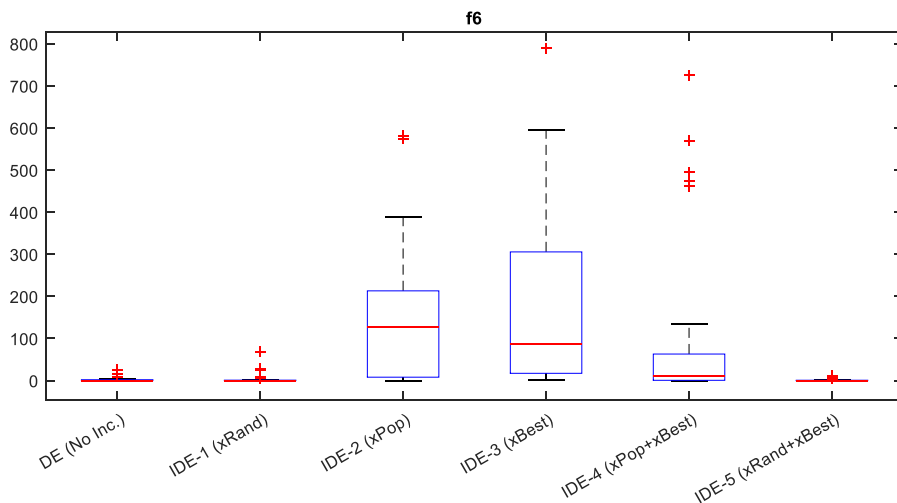 f6
800
700
600
500
400
300
200
100
0
DE (No Inc.)
IDE-1 (xRand)
IDE-2 (xPop)
IDE-3 (xBest)
IDE-4 (xPop+xBest)
IDE-5 (xRand+xBest)